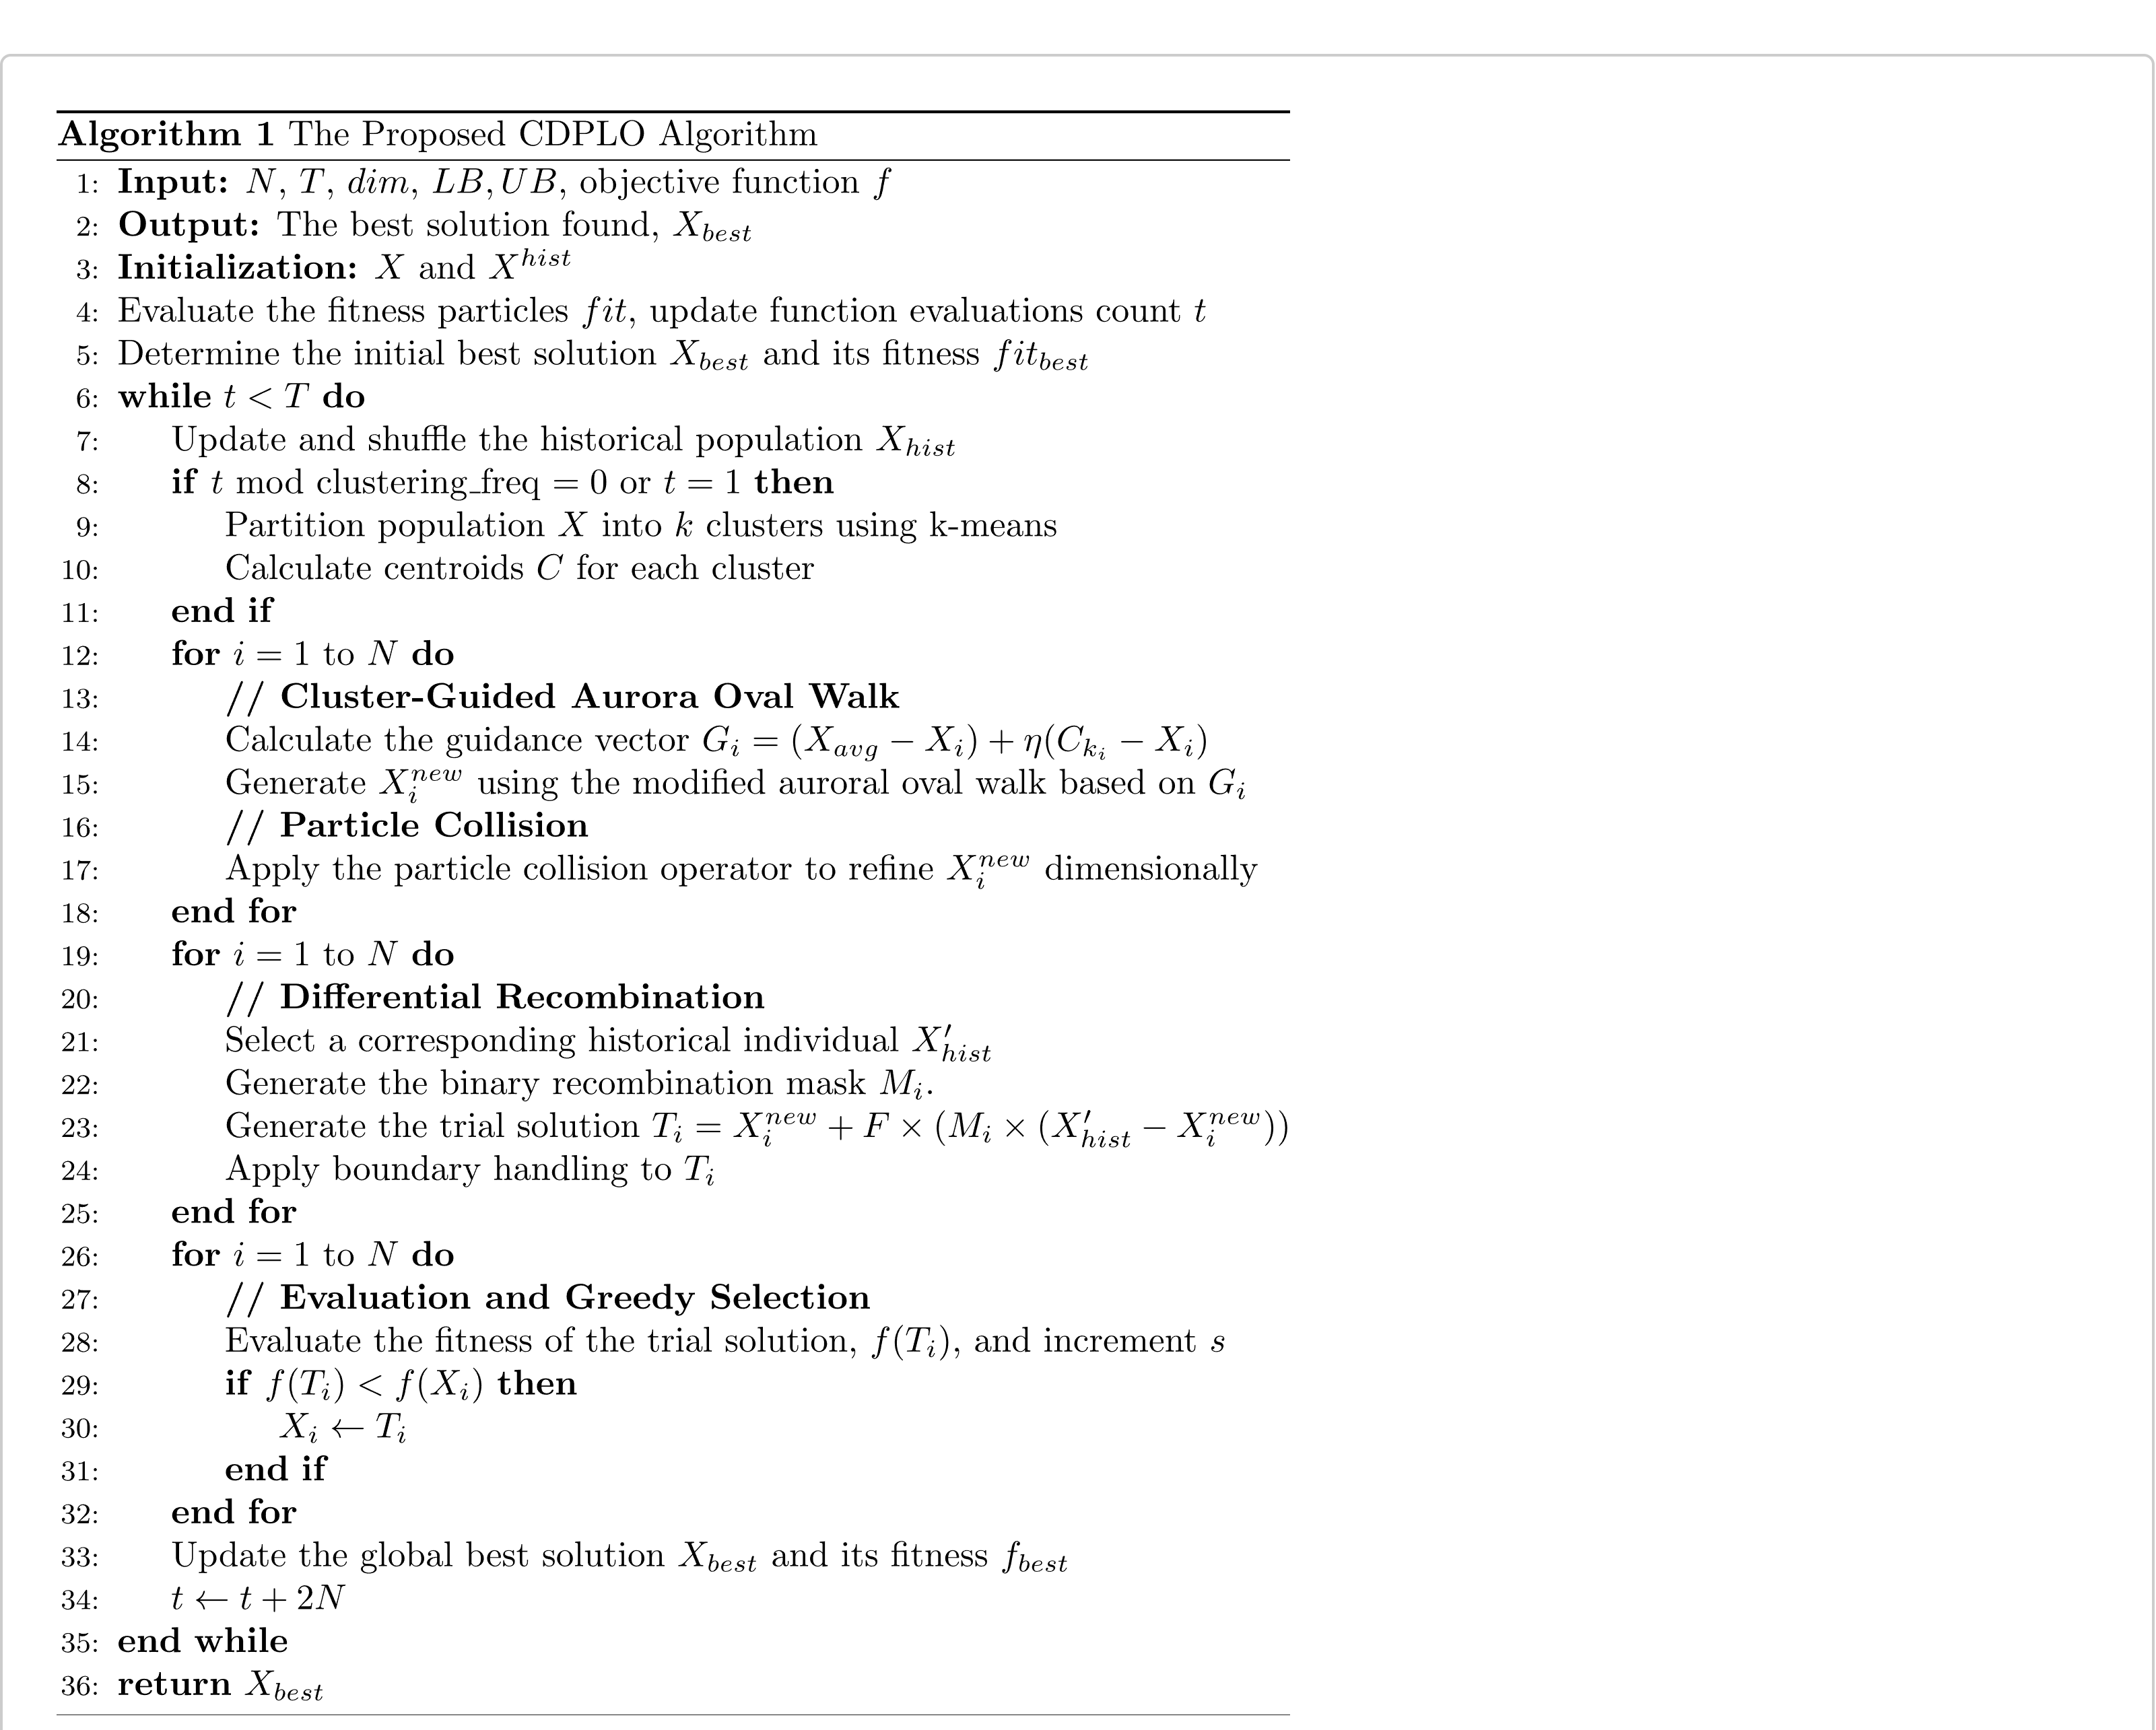 Algorithm 1 The Proposed CDPLO Algorithm
1: Input: N, T, dim, LB, UB, objective function f
2: Output: The best solution found, X_{best}
3: Initialization: X and X^{hist}
4: Evaluate the fitness particles fit, update function evaluations count t
5: Determine the initial best solution X_{best} and its fitness fit_{best}
6: while t < T do
7: Update and shuffle the historical population X_{hist}
8: if t mod clustering_freq = 0 or t = 1 then
9: Partition population X into k clusters using k-means
10: Calculate centroids C for each cluster
11: end if
12: for i = 1 to N do
13: // Cluster-Guided Aurora Oval Walk
14: Calculate the guidance vector G_i = (X_{avg} − X_i) + η(C_{k_i} − X_i)
15: Generate X_i^{new} using the modified auroral oval walk based on G_i
16: // Particle Collision
17: Apply the particle collision operator to refine X_i^{new} dimensionally
18: end for
19: for i = 1 to N do
20: // Differential Recombination
21: Select a corresponding historical individual X'_{hist}
22: Generate the binary recombination mask M_i.
23: Generate the trial solution T_i = X_i^{new} + F × (M_i × (X'_{hist} − X_i^{new}))
24: Apply boundary handling to T_i
25: end for
26: for i = 1 to N do
27: // Evaluation and Greedy Selection
28: Evaluate the fitness of the trial solution, f(T_i), and increment s
29: if f(T_i) < f(X_i) then
30: X_i ← T_i
31: end if
32: end for
33: Update the global best solution X_{best} and its fitness f_{best}
34: t ← t + 2N
35: end while
36: return X_{best}